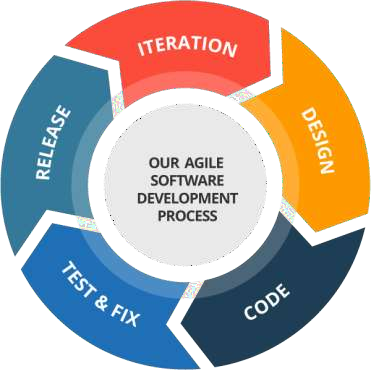 ITERATION
DESIGN
CODE
TEST & FIX
RELEASE
OUR AGILE
SOFTWARE
DEVELOPMENT
PROCESS